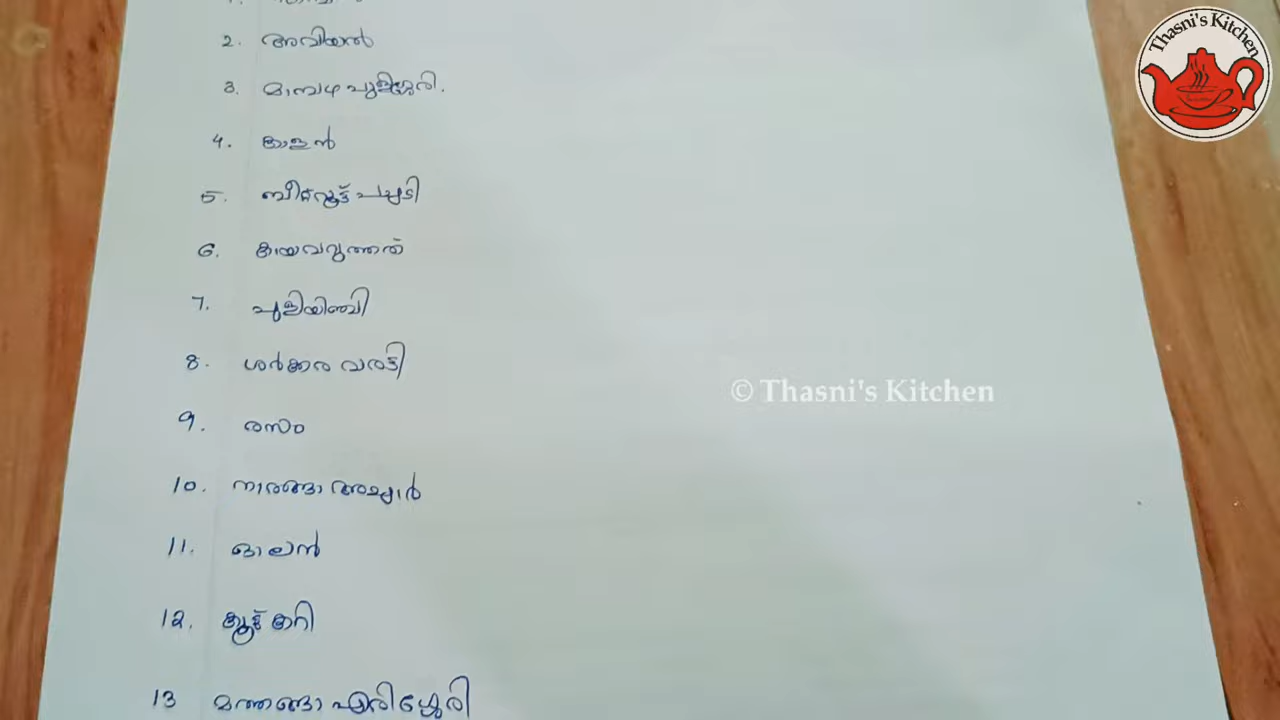 2. അവിയൽ
3. മാമ്പഴ പുളിശ്ശേരി.
4. കാളൻ
5. ബീറ്റ്റൂട്ട് പച്ചടി
6. കായവറുത്തത്
7. പുളിയിഞ്ചി
8. ശർക്കര വരട്ടി
9. രസം
10. നാരങ്ങാ അച്ചാർ
11. ഓലൻ
12. കൂട്ട് കറി
13 മത്തങ്ങാ എരിശ്ശേരി
Thasni's Kitchen
© Thasni's Kitchen